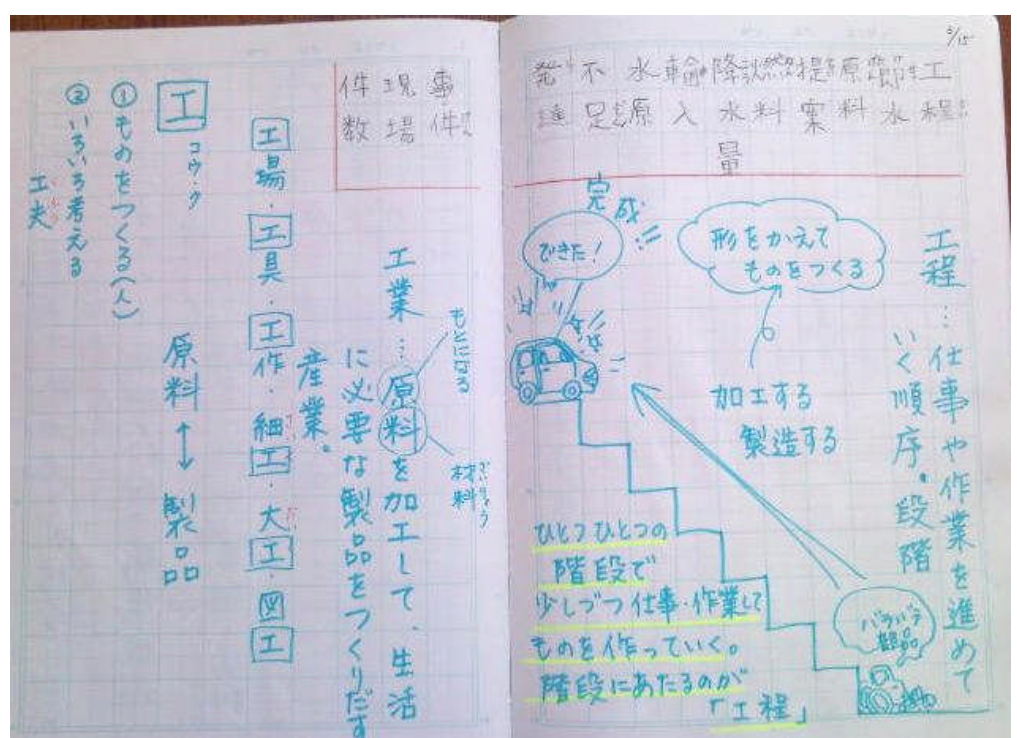 5/15
工程
節水
原料
提案
燃料
降水量
輸入
水原
不足
発達
工程…仕事や作業を進めて
いく順序。段階
形をかえて
ものをつくる
加工する
製造する
完成
できた!
バラバラ
部品
ひとつひとつの
階段で
少しづつ仕事・作業して
ものを作っていく。
階段にあたるのが
「工程」
事件
現場
件数
工業…原料を加工して、生活
に必要な製品をつくりだす
産業。
もとになる
材料
ざいりょう
工場・工具・工作・細工・大工・図工
原料↔製品
工
コウ・ク
①ものをつくる(人)
②いろいろ考える
工夫